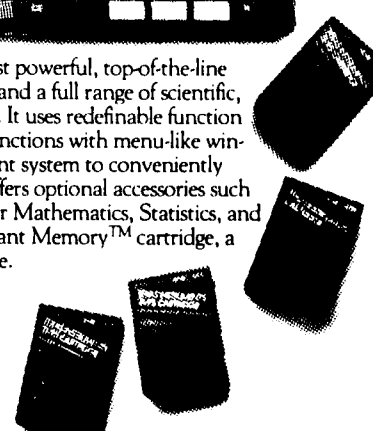 st powerful, top-of-the-line
and a full range of scientific,
. It uses redefinable function
nctions with menu-like win-
nt system to conveniently
ffers optional accessories such
r Mathematics, Statistics, and
ant Memory™ cartridge, a
e.